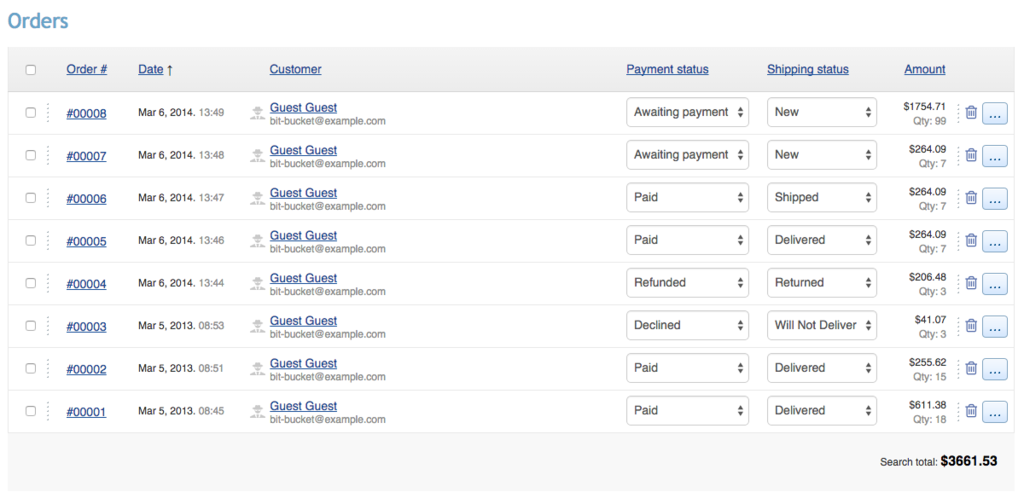 Orders
Order # Date ↑ Customer Payment status Shipping status Amount
#00008 Mar 6, 2014. 13:49 Guest Guest Awaiting payment New $1754.71
bit-bucket@example.com Qty: 99
#00007 Mar 6, 2014. 13:48 Guest Guest Awaiting payment New $264.09
bit-bucket@example.com Qty: 7
#00006 Mar 6, 2014. 13:47 Guest Guest Paid Shipped $264.09
bit-bucket@example.com Qty: 7
#00005 Mar 6, 2014. 13:46 Guest Guest Paid Delivered $264.09
bit-bucket@example.com Qty: 7
#00004 Mar 6, 2014. 13:44 Guest Guest Refunded Returned $206.48
bit-bucket@example.com Qty: 3
#00003 Mar 5, 2013. 08:53 Guest Guest Declined Will Not Deliver $41.07
bit-bucket@example.com Qty: 3
#00002 Mar 5, 2013. 08:51 Guest Guest Paid Delivered $255.62
bit-bucket@example.com Qty: 15
#00001 Mar 5, 2013. 08:45 Guest Guest Paid Delivered $611.38
bit-bucket@example.com Qty: 18
Search total: $3661.53